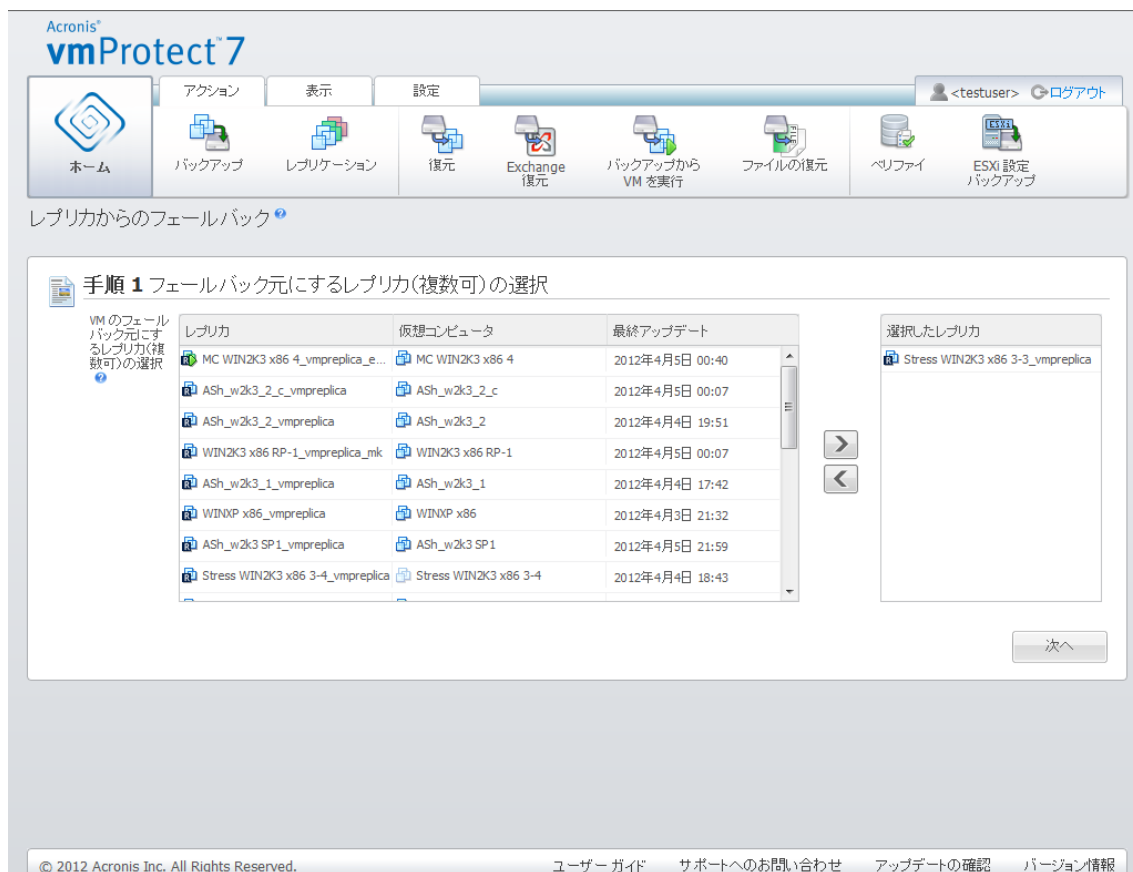 Acronis®
vmProtect™7
アクション 表示 設定 <testuser> ログアウト
ホーム
バックアップ
レプリケーション
復元
Exchange
復元
バックアップから
VM を実行
ファイルの復元
ベリファイ
ESXi 設定
バックアップ
レプリカからのフェールバック
手順 1 フェールバック元にするレプリカ(複数可)の選択
VM のフェール
バック元にす
るレプリカ(複
数可)の選択
レプリカ 仮想コンピュータ 最終アップデート
MC WIN2K3 x86 4_vmpreplica_e... MC WIN2K3 x86 4 2012年4月5日 00:40
ASh_w2k3_2_c_vmpreplica ASh_w2k3_2_c 2012年4月5日 00:07
ASh_w2k3_2_vmpreplica ASh_w2k3_2 2012年4月4日 19:51
WIN2K3 x86 RP-1_vmpreplica_mk WIN2K3 x86 RP-1 2012年4月5日 00:07
ASh_w2k3_1_vmpreplica ASh_w2k3_1 2012年4月4日 17:42
WINXP x86_vmpreplica WINXP x86 2012年4月3日 21:32
ASh_w2k3 SP1_vmpreplica ASh_w2k3 SP1 2012年4月5日 21:59
Stress WIN2K3 x86 3-4_vmpreplica Stress WIN2K3 x86 3-4 2012年4月4日 18:43
選択したレプリカ
Stress WIN2K3 x86 3-3_vmpreplica
次へ
© 2012 Acronis Inc. All Rights Reserved. ユーザー ガイド サポートへのお問い合わせ アップデートの確認 バージョン情報